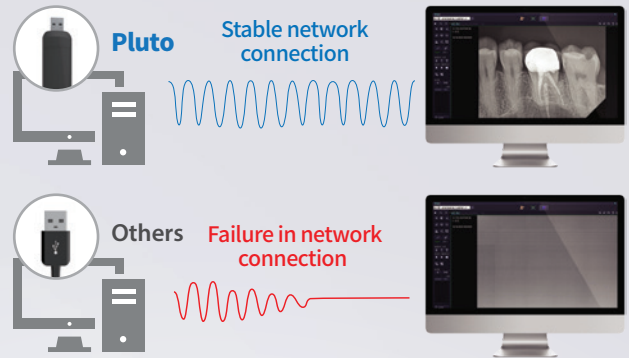 Pluto
Stable network
connection
Others
Failure in network
connection